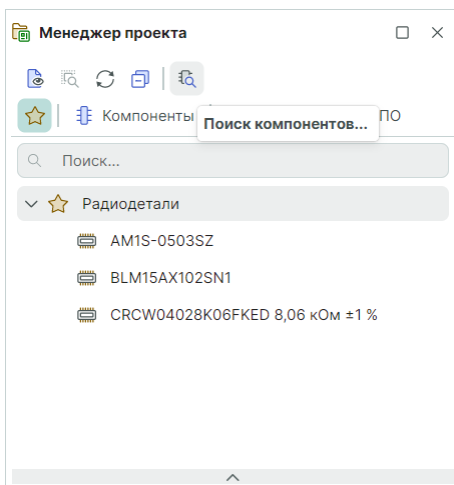 Менеджер проекта
Компоненты
ПО
Поиск компонентов...
Поиск...
Радиодетали
AM1S-0503SZ
BLM15AX102SN1
CRCW04028K06FKED 8,06 кОм ±1 %